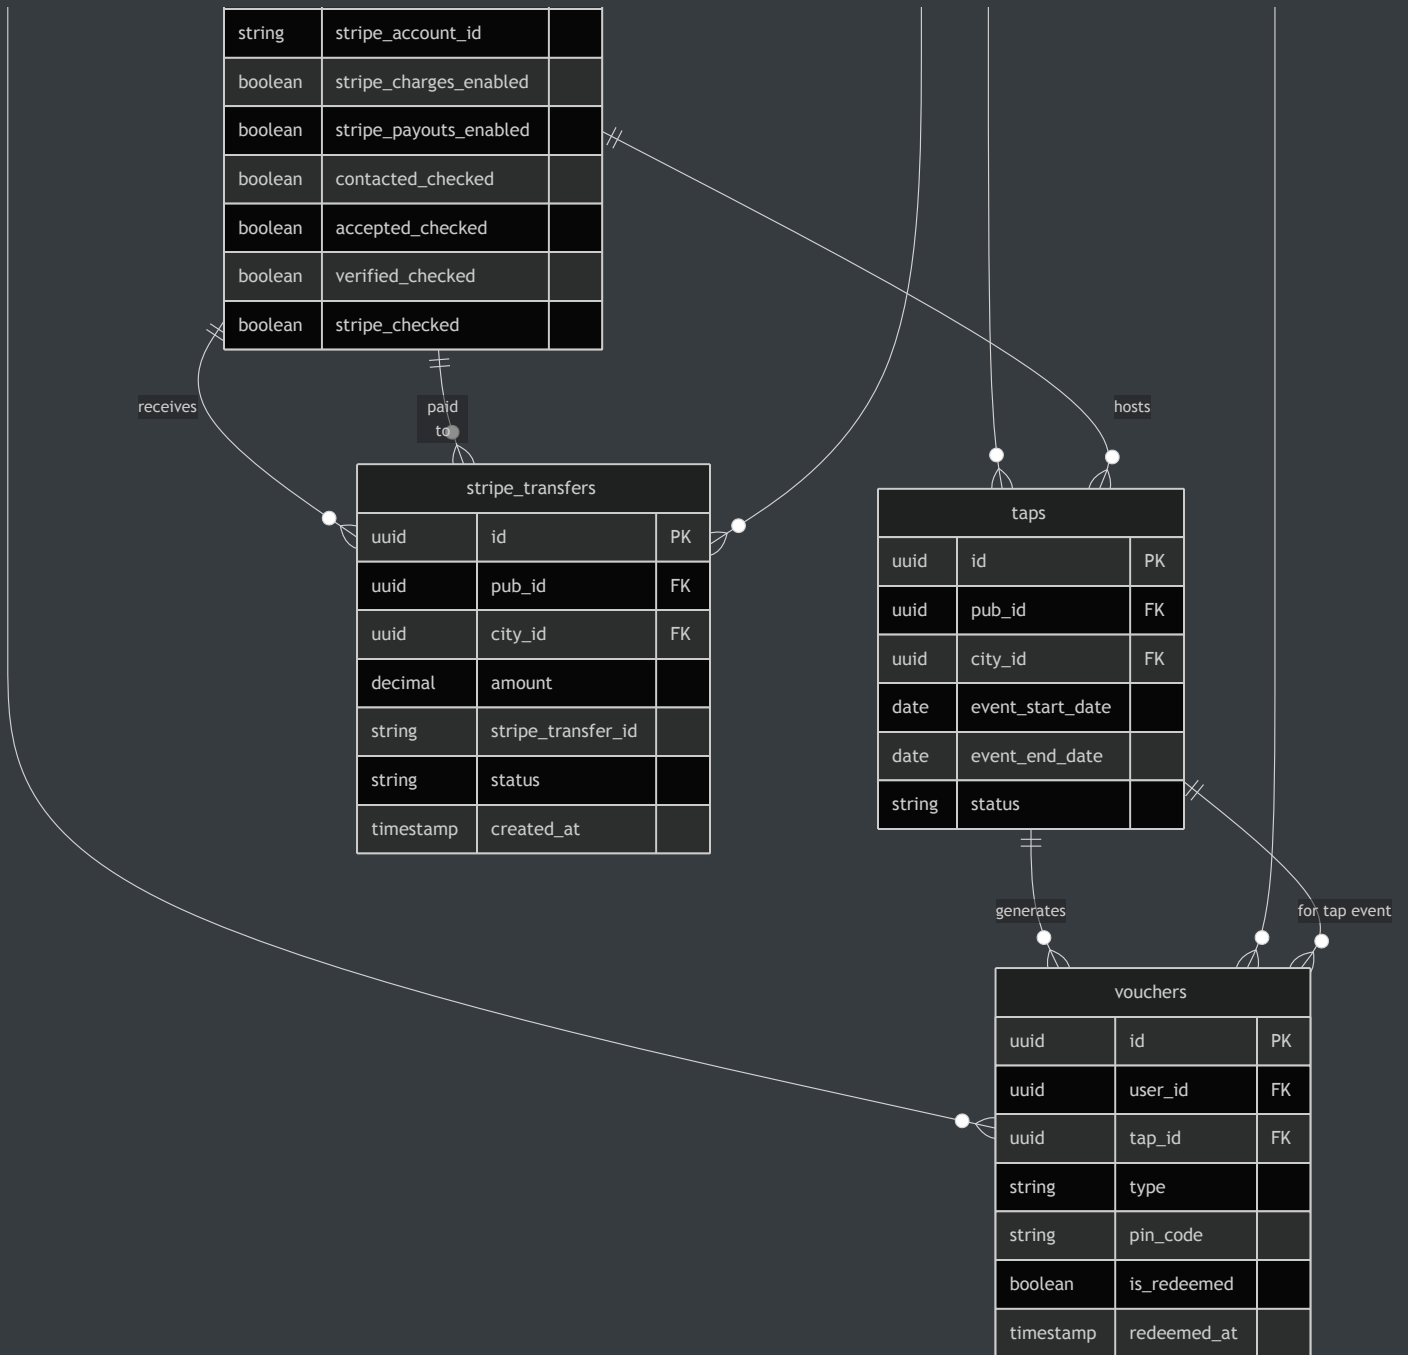 string stripe_account_id
boolean stripe_charges_enabled
boolean stripe_payouts_enabled
boolean contacted_checked
boolean accepted_checked
boolean verified_checked
boolean stripe_checked
receives
paid
to
hosts
stripe_transfers
uuid id PK
uuid pub_id FK
uuid city_id FK
decimal amount
string stripe_transfer_id
string status
timestamp created_at
taps
uuid id PK
uuid pub_id FK
uuid city_id FK
date event_start_date
date event_end_date
string status
generates
for tap event
vouchers
uuid id PK
uuid user_id FK
uuid tap_id FK
string type
string pin_code
boolean is_redeemed
timestamp redeemed_at